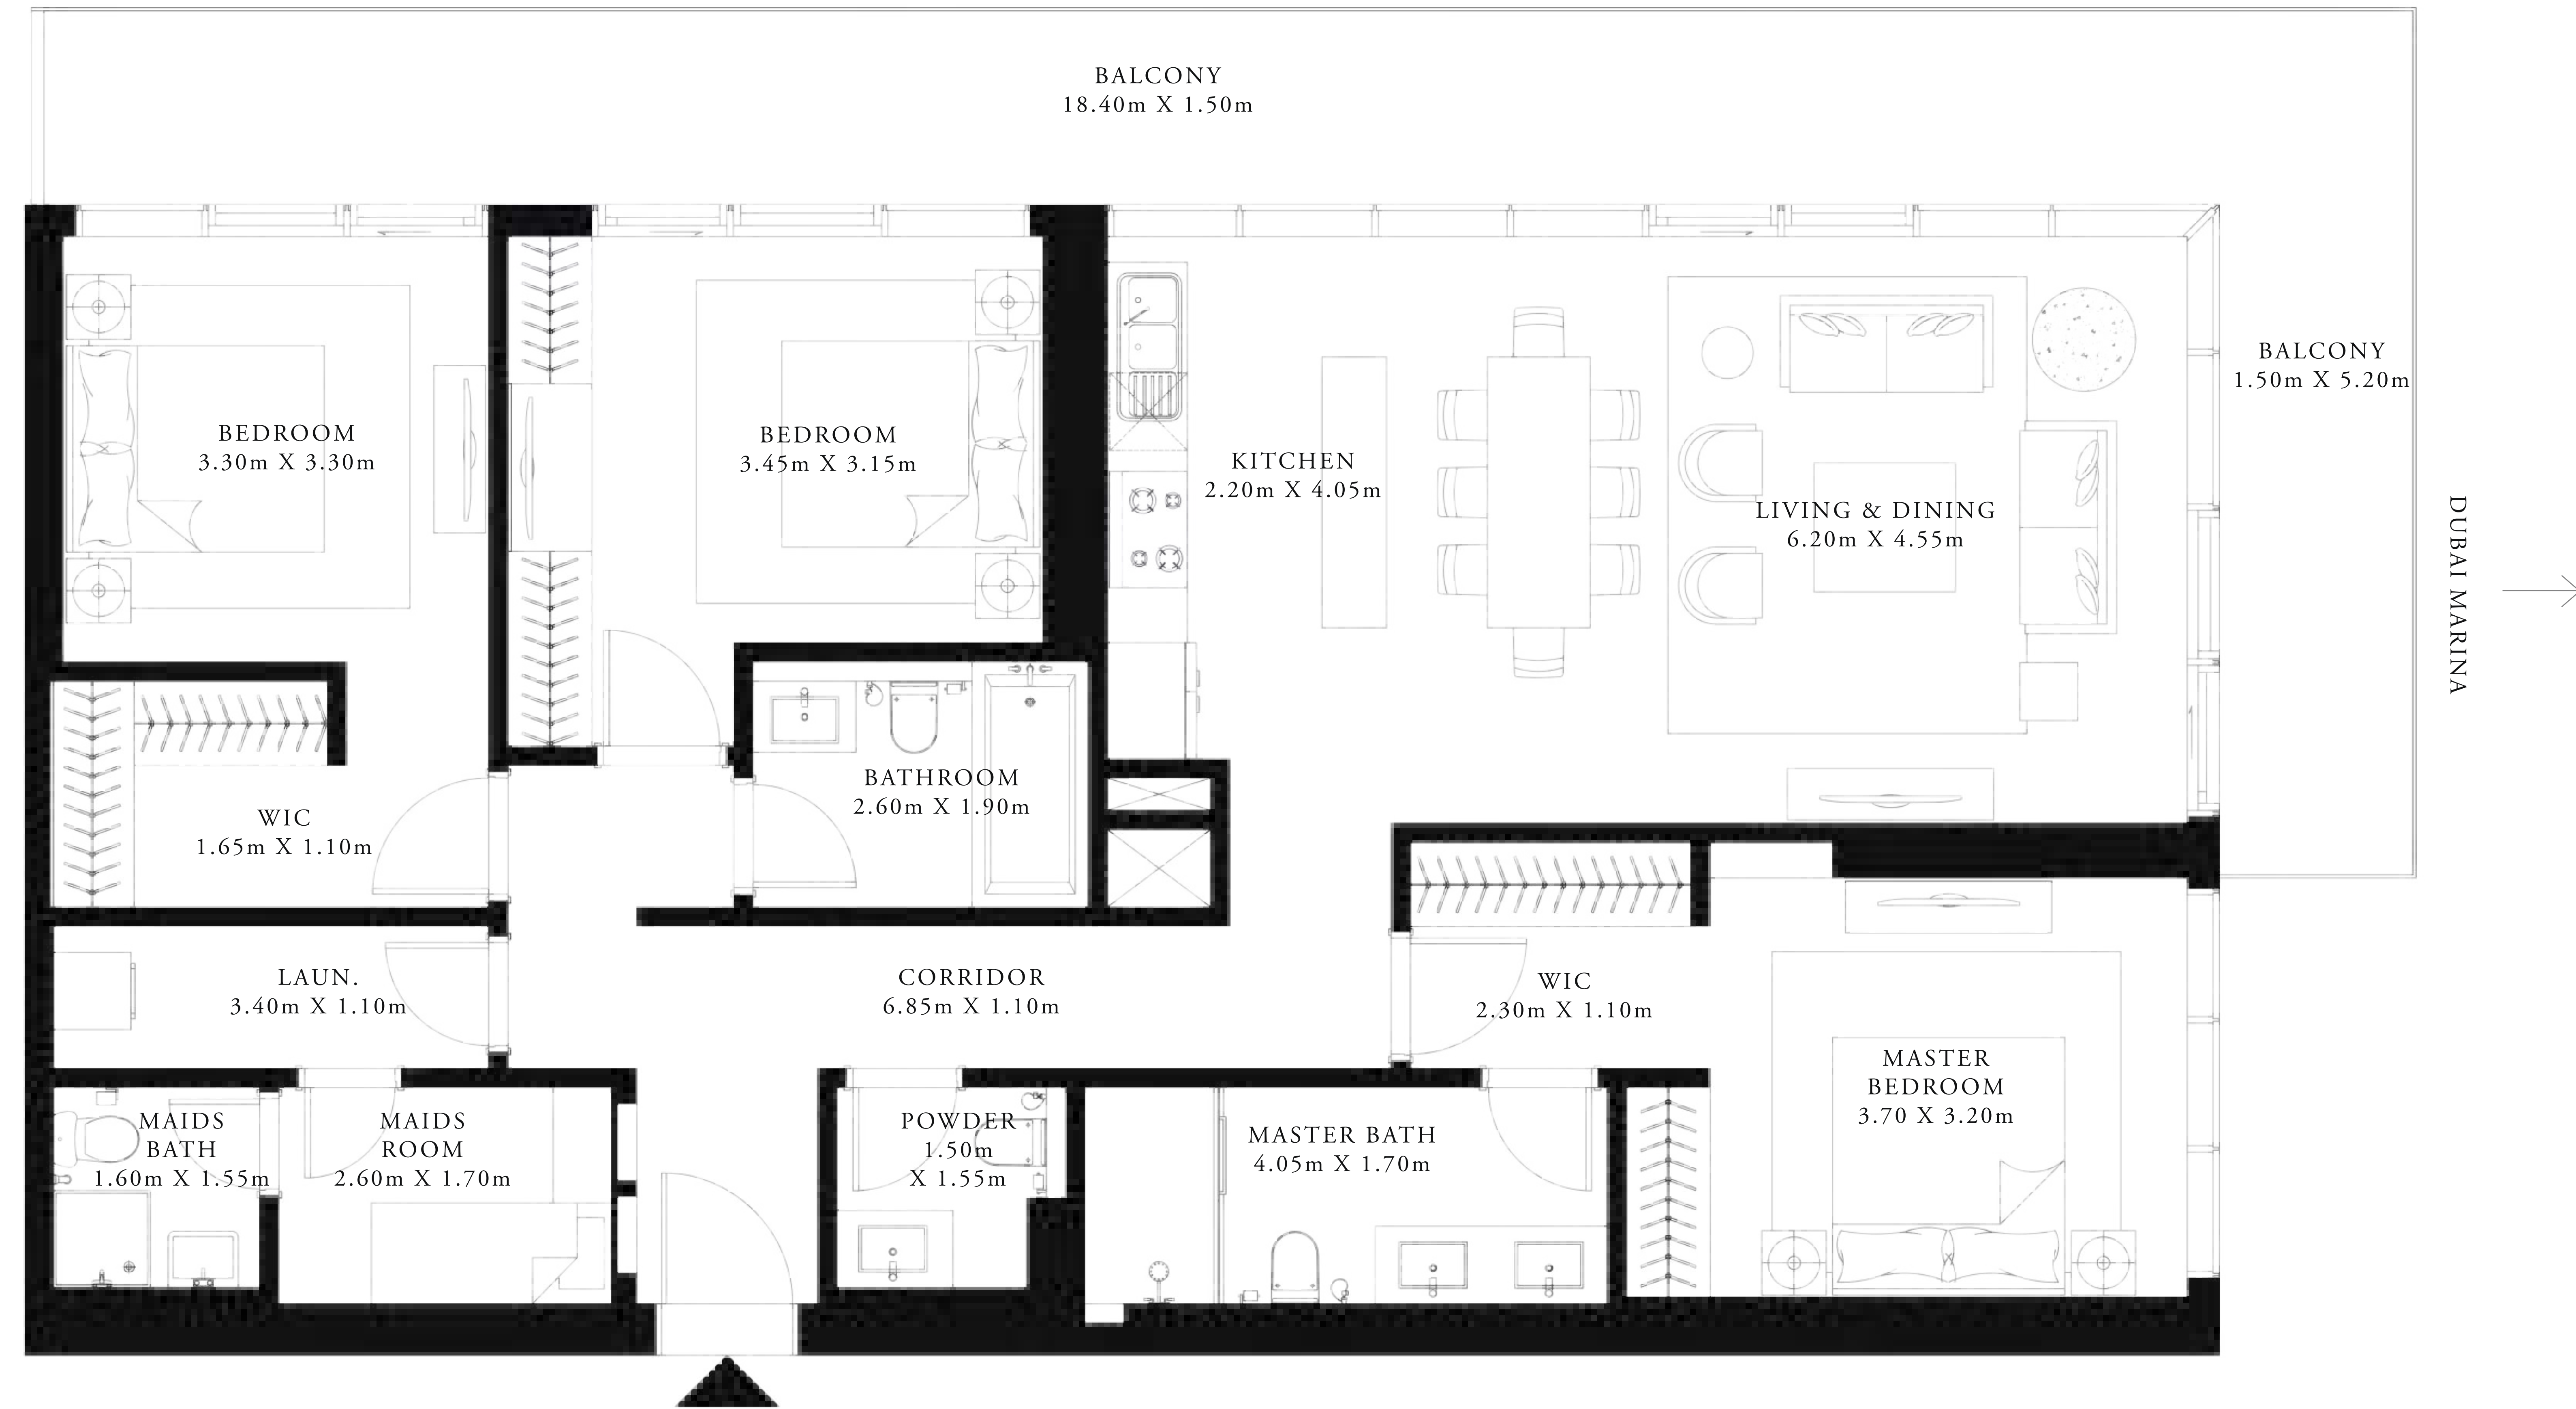 BALCONY
18.40m X 1.50m
BALCONY
1.50m X 5.20m
BEDROOM
3.30m X 3.30m
BEDROOM
3.45m X 3.15m
KITCHEN
2.20m X 4.05m
LIVING & DINING
6.20m X 4.55m
DUBAI MARINA
BATHROOM
2.60m X 1.90m
WIC
1.65m X 1.10m
LAUN.
3.40m X 1.10m
CORRIDOR
6.85m X 1.10m
WIC
2.30m X 1.10m
MASTER
BEDROOM
3.70 X 3.20m
MAIDS
BATH
1.60m X 1.55m
MAIDS
ROOM
2.60m X 1.70m
POWDER
1.50m
X 1.55m
MASTER BATH
4.05m X 1.70m